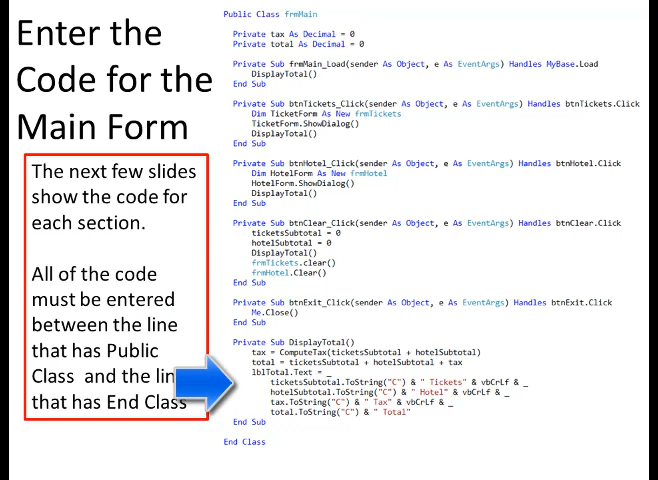 Enter the
Code for the
Main Form
The next few slides
show the code for
each section.
All of the code
must be entered
between the line
that has Public
Class and the line
that has End Class
Public Class frmMain
Private tax As Decimal = 0
Private total As Decimal = 0
Private Sub frmMain_Load(sender As Object, e As EventArgs) Handles MyBase.Load
DisplayTotal()
End Sub
Private Sub btnTickets_Click(sender As Object, e As EventArgs) Handles btnTickets.Click
Dim TicketForm As New frmTickets
TicketForm.ShowDialog()
DisplayTotal()
End Sub
Private Sub btnHotel_Click(sender As Object, e As EventArgs) Handles btnHotel.Click
Dim HotelForm As New frmHotel
HotelForm.ShowDialog()
DisplayTotal()
End Sub
Private Sub btnClear_Click(sender As Object, e As EventArgs) Handles btnClear.Click
ticketsSubtotal = 0
hotelSubtotal = 0
DisplayTotal()
frmTickets.clear()
frmHotel.Clear()
End Sub
Private Sub btnExit_Click(sender As Object, e As EventArgs) Handles btnExit.Click
Me.Close()
End Sub
Private Sub DisplayTotal()
tax = ComputeTax(ticketsSubtotal + hotelSubtotal)
total = ticketsSubtotal + hotelSubtotal + tax
lblTotal.Text = _
ticketsSubtotal.ToString("C") & " Tickets" & vbCrLf & _
hotelSubtotal.ToString("C") & " Hotel" & vbCrLf & _
tax.ToString("C") & " Tax" & vbCrLf & _
total.ToString("C") & " Total"
End Sub
End Class